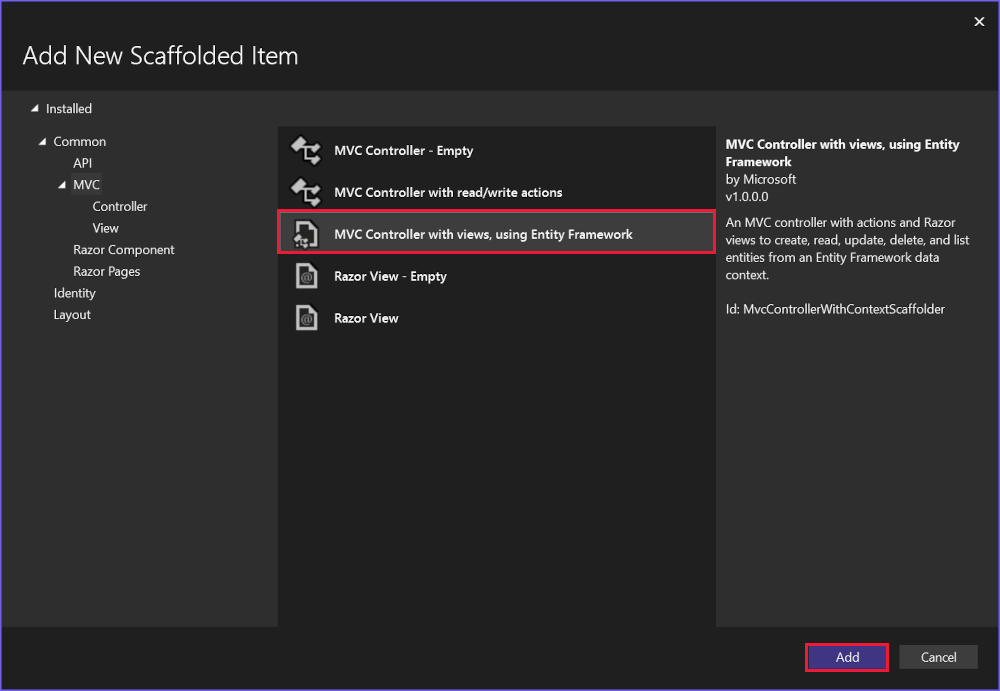 Add New Scaffolded Item
Installed
Common
API
MVC
Controller
View
Razor Component
Razor Pages
Identity
Layout
MVC Controller - Empty
MVC Controller with read/write actions
MVC Controller with views, using Entity Framework
Razor View - Empty
Razor View
MVC Controller with views, using Entity
Framework
by Microsoft
v1.0.0.0
An MVC controller with actions and Razor
views to create, read, update, delete, and list
entities from an Entity Framework data
context.
Id: MvcControllerWithContextScaffolder
Add
Cancel